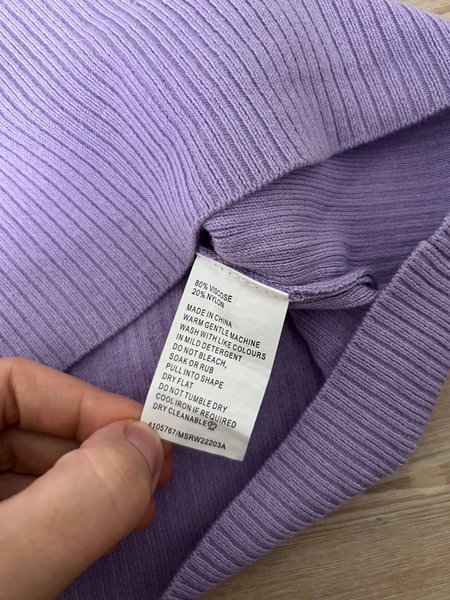 80% VISCOSE
20% NYLON
MADE IN CHINA
WARM GENTLE MACHINE
WASH WITH LIKE COLOURS
IN MILD DETERGENT
DO NOT BLEACH,
SOAK OR RUB
PULL INTO SHAPE
DRY FLAT
DO NOT TUMBLE DRY
COOL IRON IF REQUIRED
DRY CLEANABLE
4105767/MSRW22203A